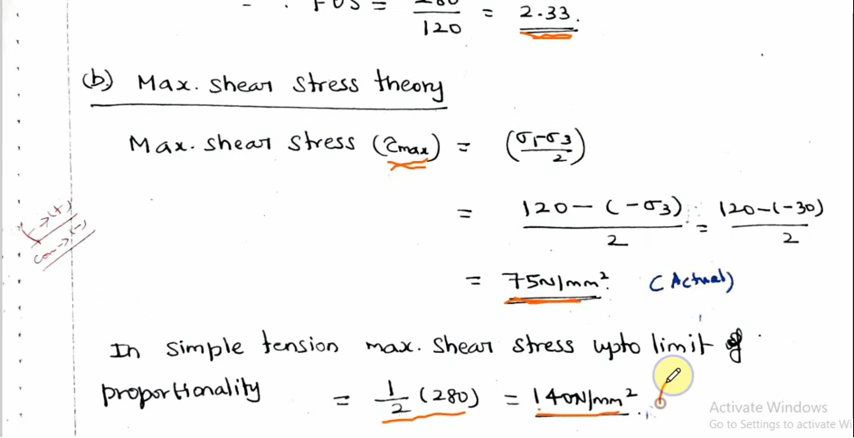 ∴ FOS = 280/120 = 2.33.
(b.) Max. shear stress theory
Max. shear stress (τmax) = (σ1-σ3/2)
= 120-(-σ3)/2 = 120-(-30)/2
T→(+)
Com→(-)
= 75N/mm². (Actual)
In simple tension max. shear stress upto limit of
proportionality = 1/2 (280) = 140N/mm².
Activate Windows
Go to Settings to activate Wi